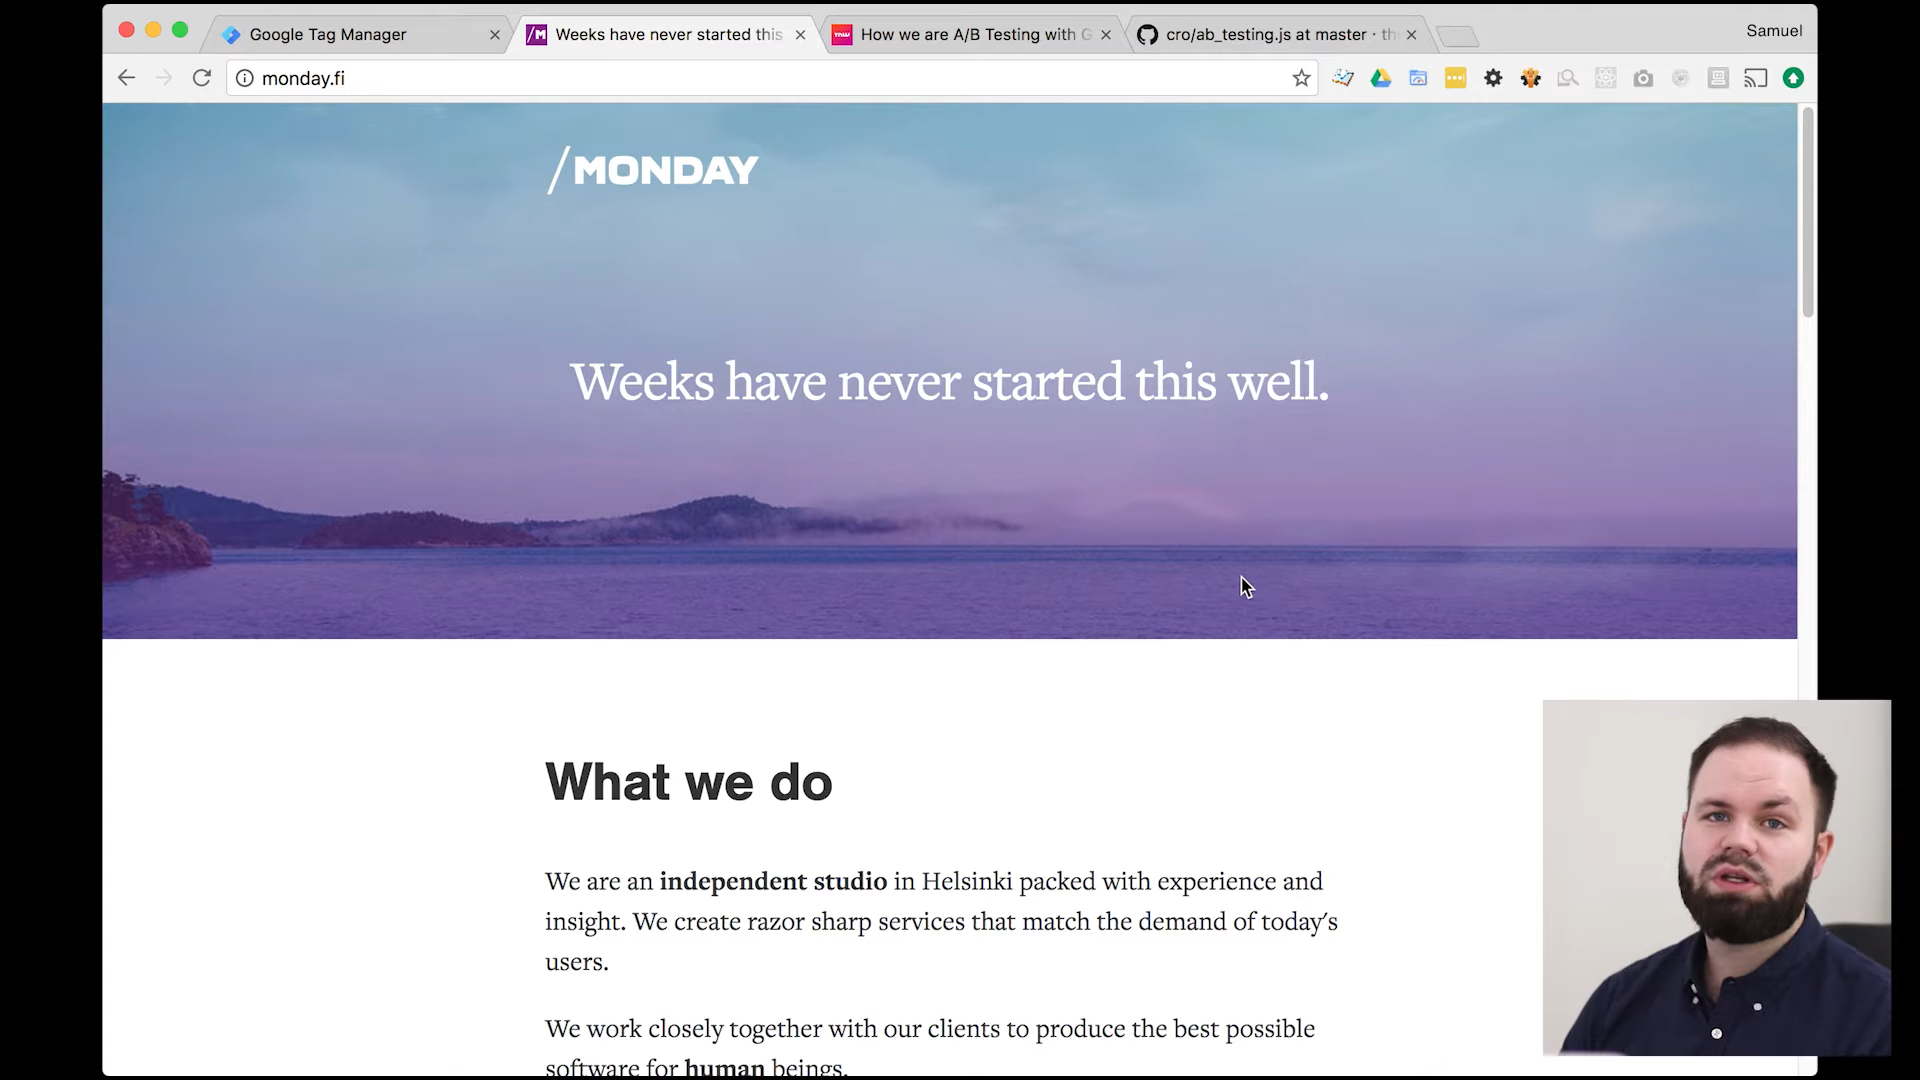 Google Tag Manager
Weeks have never started this
How we are A/B Testing with G
cro/ab_testing.js at master · th
Samuel
monday.fi
/MONDAY
Weeks have never started this well.
What we do
We are an independent studio in Helsinki packed with experience and
insight. We create razor sharp services that match the demand of today's
users.
We work closely together with our clients to produce the best possible
software for human beings.